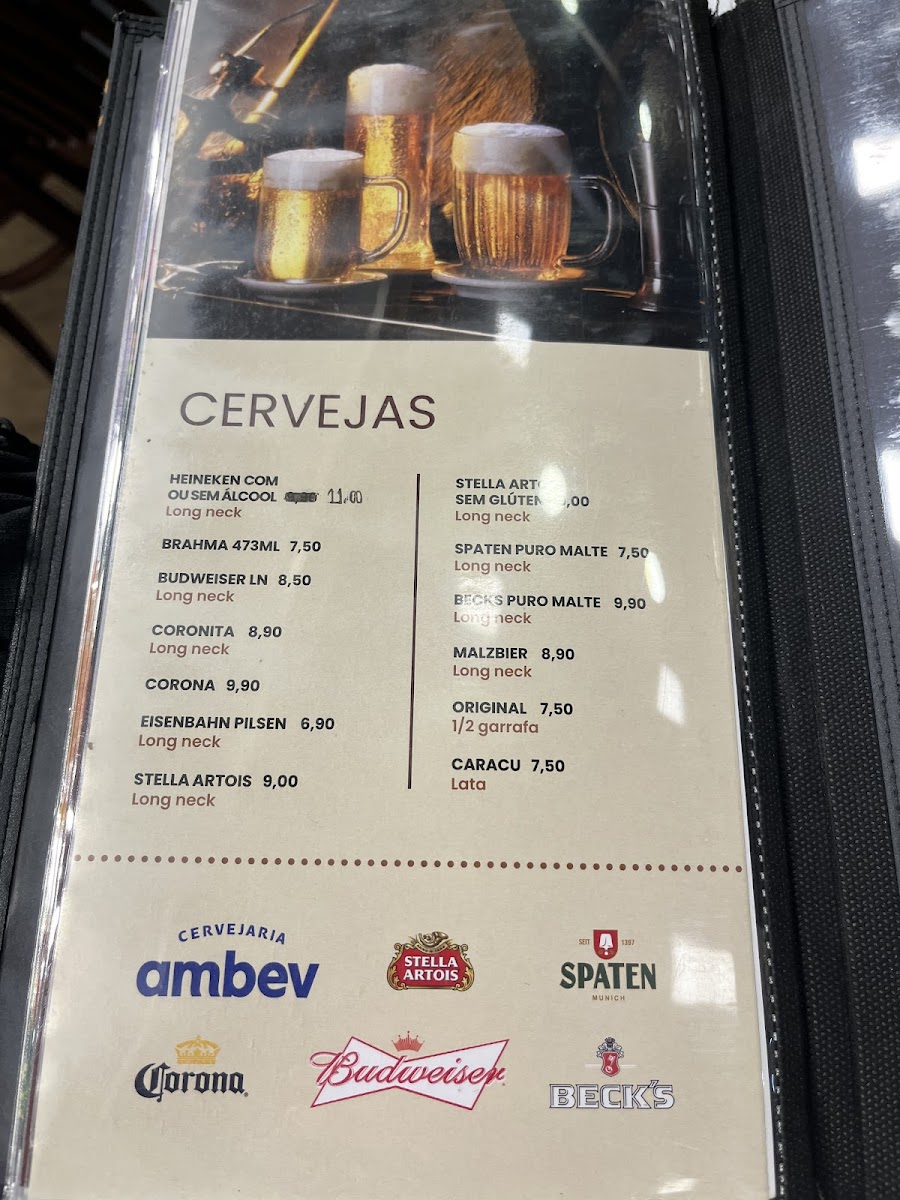 CERVEJAS
HEINEKEN COM
OU SEM ÁLCOOL 11,00
Long neck
BRAHMA 473ML 7,50
BUDWEISER LN 8,50
Long neck
CORONITA 8,90
Long neck
CORONA 9,90
EISENBAHN PILSEN 6,90
Long neck
STELLA ARTOIS 9,00
Long neck
STELLA
SEM GLÚTEN
Long neck
SPATEN PURO MALTE 7,50
Long neck
BECKS PURO MALTE 9,90
Long neck
MALZBIER 8,90
Long neck
ORIGINAL 7,50
1/2 garrafa
CARACU 7,50
Lata
CERVEJARIA
ambev
STELLA
ARTOIS
SEIT 1397
SPATEN
MUNICH
Corona
Budweiser
BECK'S